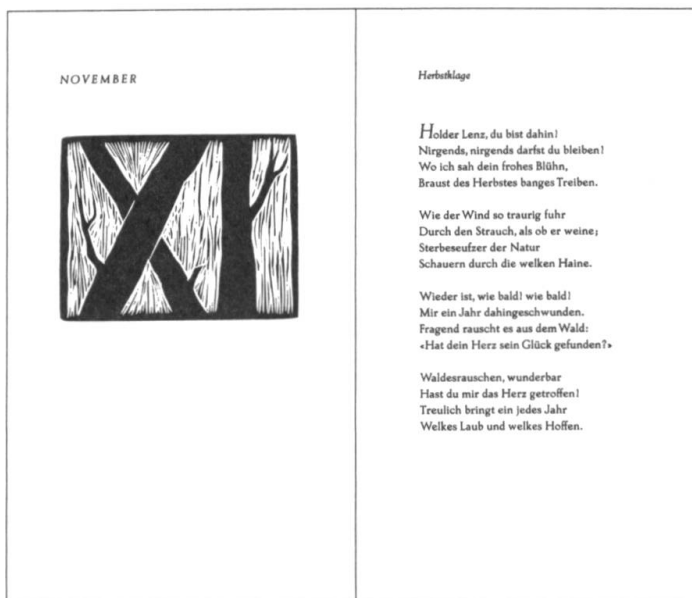 NOVEMBER
XI
Herbstklage
Holder Lenz, du bist dahin!
Nirgends, nirgends darfst du bleiben!
Wo ich sah dein frohes Blühn,
Braust des Herbstes banges Treiben.
Wie der Wind so traurig fuhr
Durch den Strauch, als ob er weine;
Sterbeseufzer der Natur
Schauern durch die welken Haine.
Wieder ist, wie bald! wie bald!
Mir ein Jahr dahingeschwunden.
Fragend rauscht es aus dem Wald:
«Hat dein Herz sein Glück gefunden?»
Waldesrauschen, wunderbar
Hast du mir das Herz getroffen!
Treulich bringt ein jedes Jahr
Welkes Laub und welkes Hoffen.